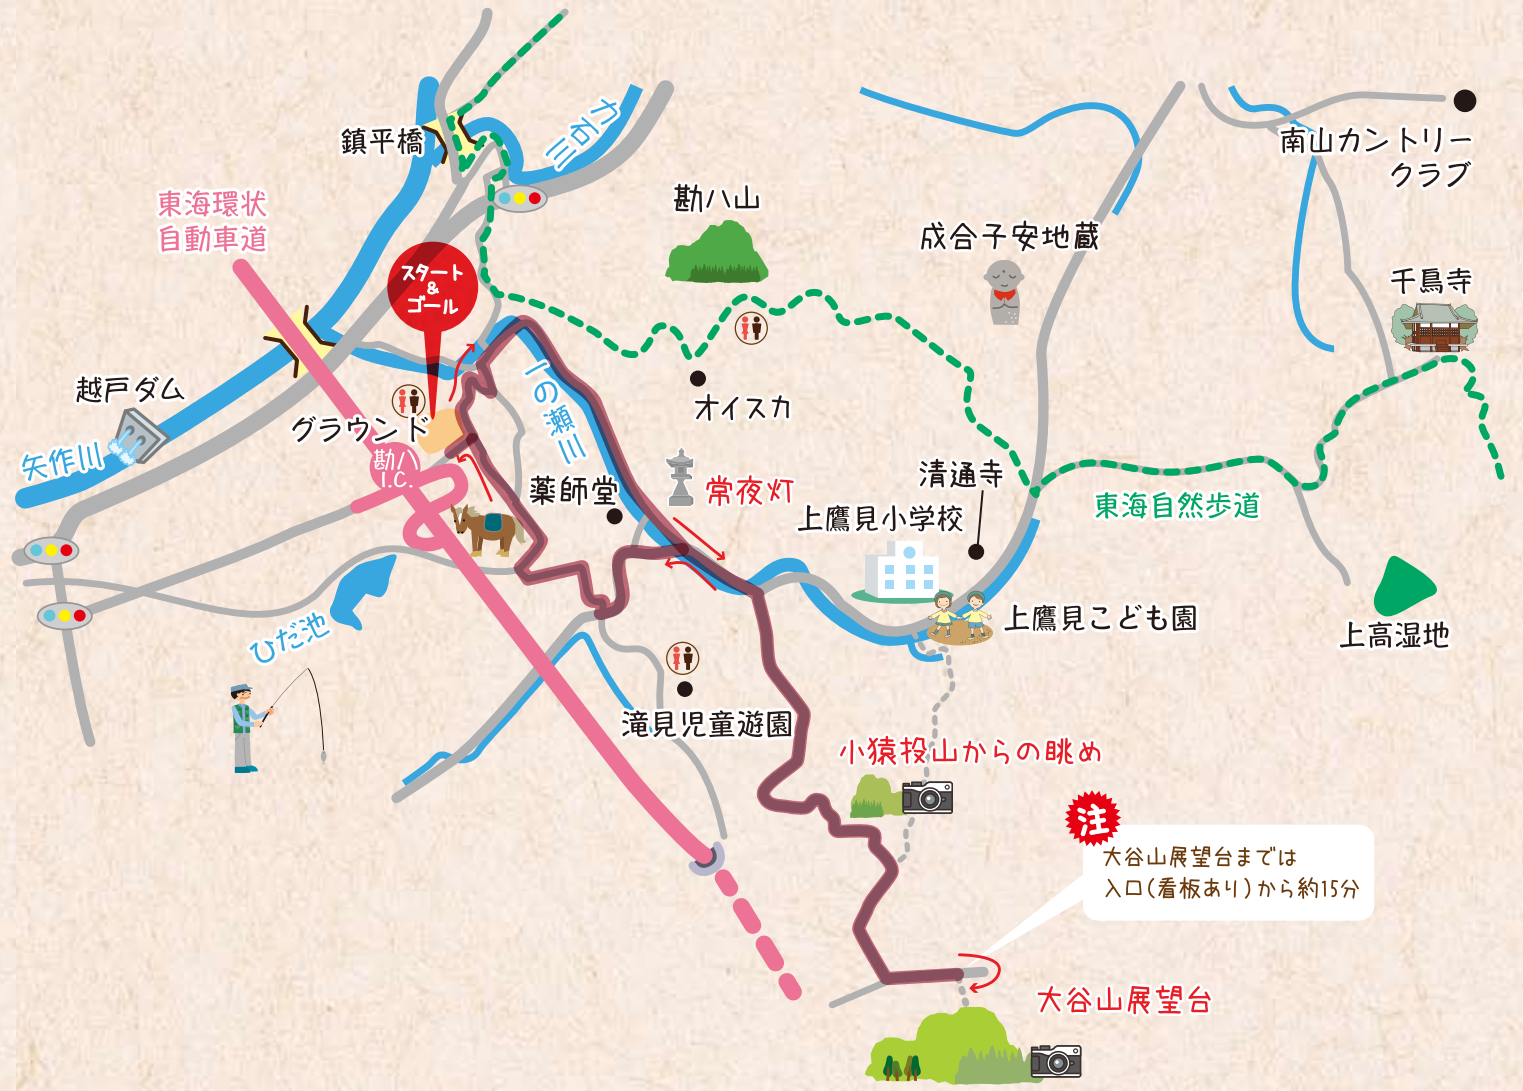 力石川
鎮平橋
南山カントリー
クラブ
東海環状
自動車道
勘八山
成合子安地蔵
スタート
&
ゴール
千鳥寺
越戸ダム
オイスカ
一の瀬川
グラウンド
矢作川
勘八
I.C.
薬師堂
常夜灯
清通寺
上鷹見小学校
東海自然歩道
ひだ池
上鷹見こども園
上高湿地
滝見児童遊園
小猿投山からの眺め
注
大谷山展望台までは
入口(看板あり)から約15分
大谷山展望台